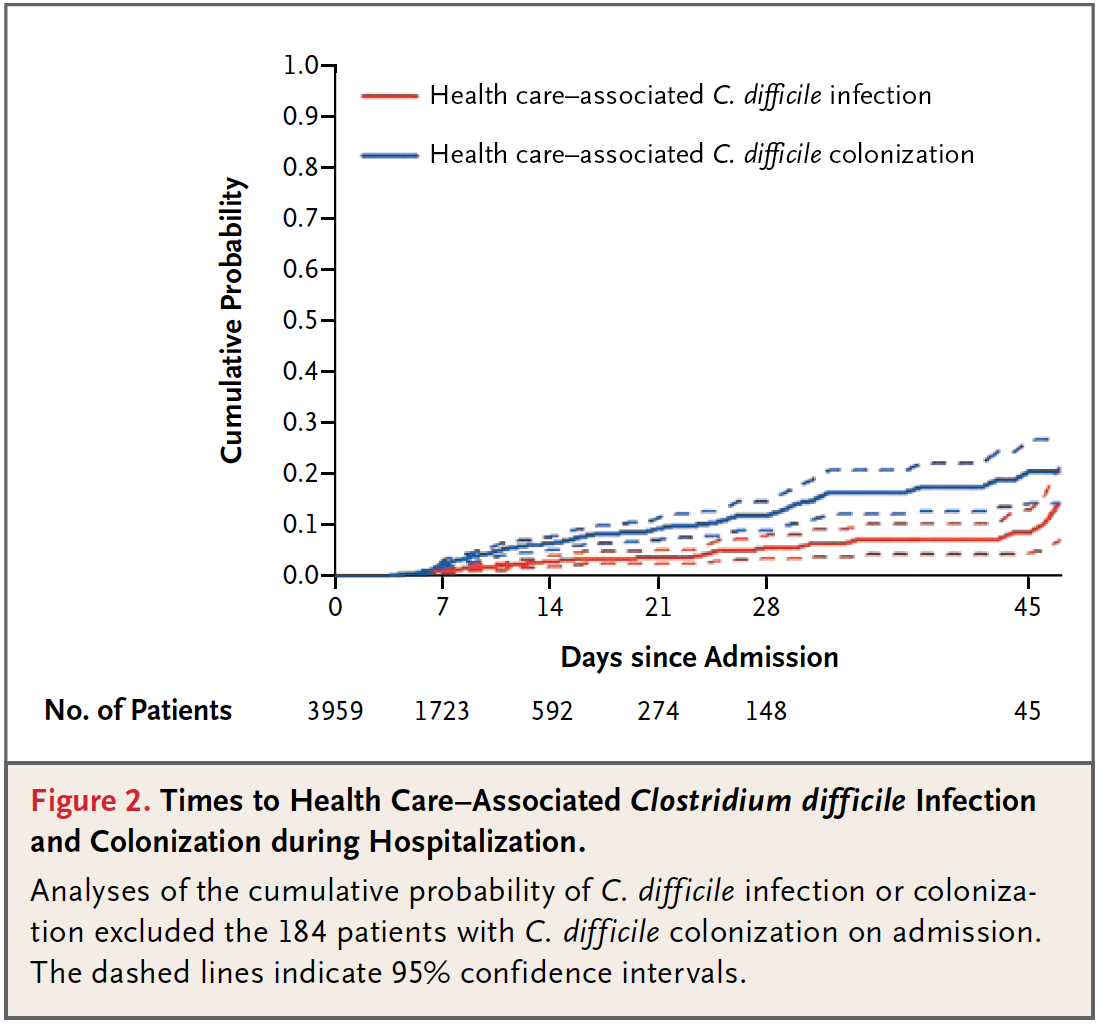 1.0
0.9
0.8
0.7
0.6
0.5
0.4
0.3
0.2
0.1
0.0
Cumulative Probability
Health care–associated C. difficile infection
Health care–associated C. difficile colonization
0 7 14 21 28 45
Days since Admission
No. of Patients 3959 1723 592 274 148 45
Figure 2. Times to Health Care–Associated Clostridium difficile Infection
and Colonization during Hospitalization.
Analyses of the cumulative probability of C. difficile infection or coloniza-
tion excluded the 184 patients with C. difficile colonization on admission.
The dashed lines indicate 95% confidence intervals.